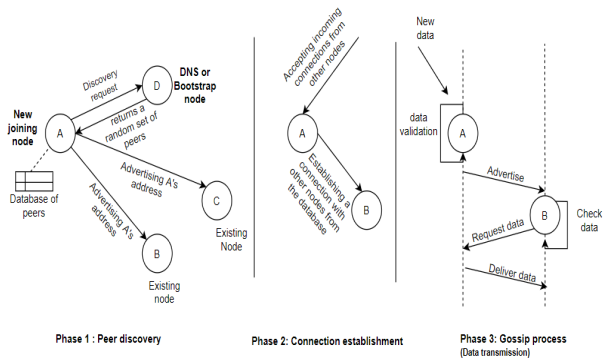 Discovery
request
D
DNS or
Bootstrap
node
New
joining
node
A
returns a
random set of
peers
Database of
peers
Advertising A's
address
C
Existing
Node
Advertising A's
address
B
Existing
node
Phase 1 : Peer discovery
Accepting incoming
connections from
other nodes
A
Establishing a
connection with
other nodes from
the database
B
Phase 2: Connection establishment
New
data
data
validation
A
Advertise
B
Check
data
Request data
Deliver data
Phase 3: Gossip process
(Data transmission)